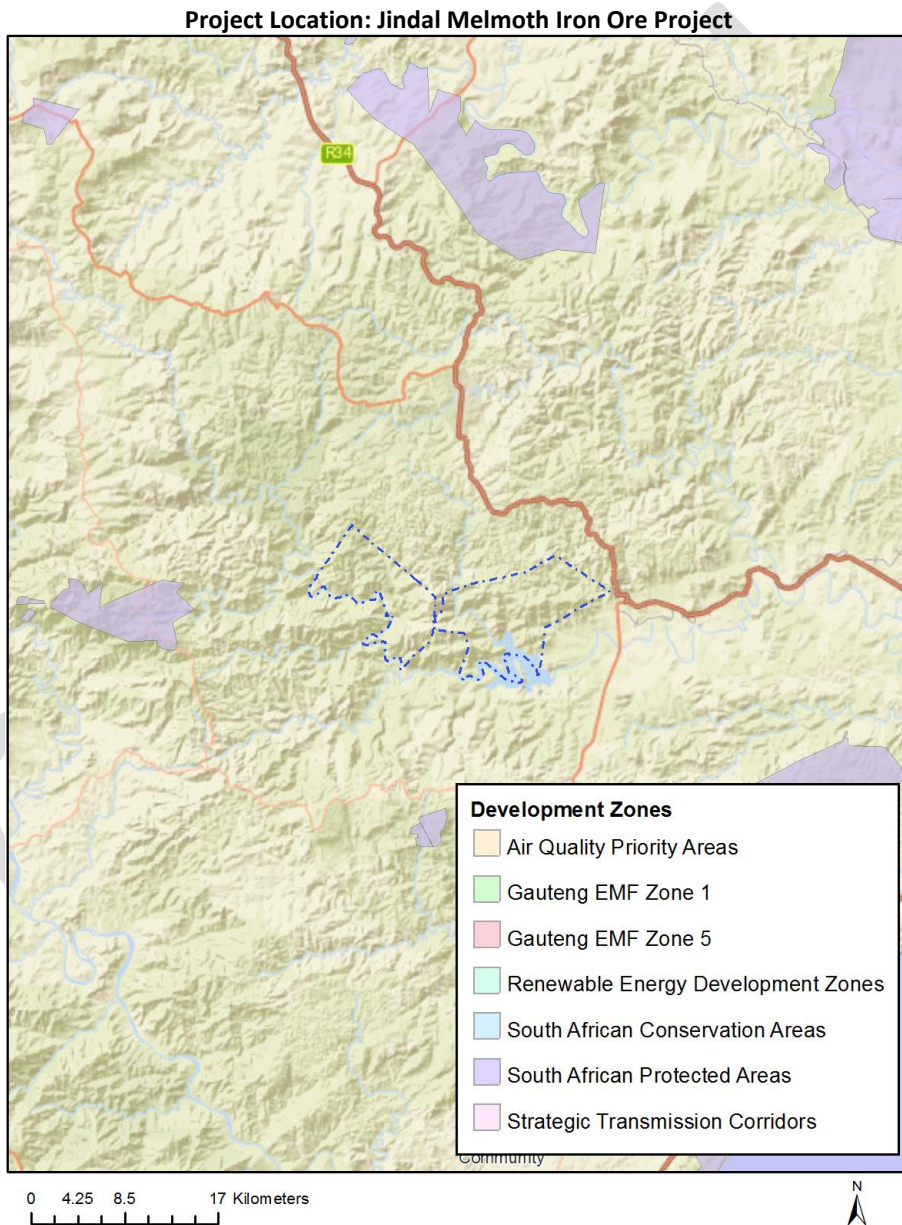 Project Location: Jindal Melmoth Iron Ore Project
R34
Development Zones
Air Quality Priority Areas
Gauteng EMF Zone 1
Gauteng EMF Zone 5
Renewable Energy Development Zones
South African Conservation Areas
South African Protected Areas
Strategic Transmission Corridors
Community
0 4.25 8.5 17 Kilometers
N